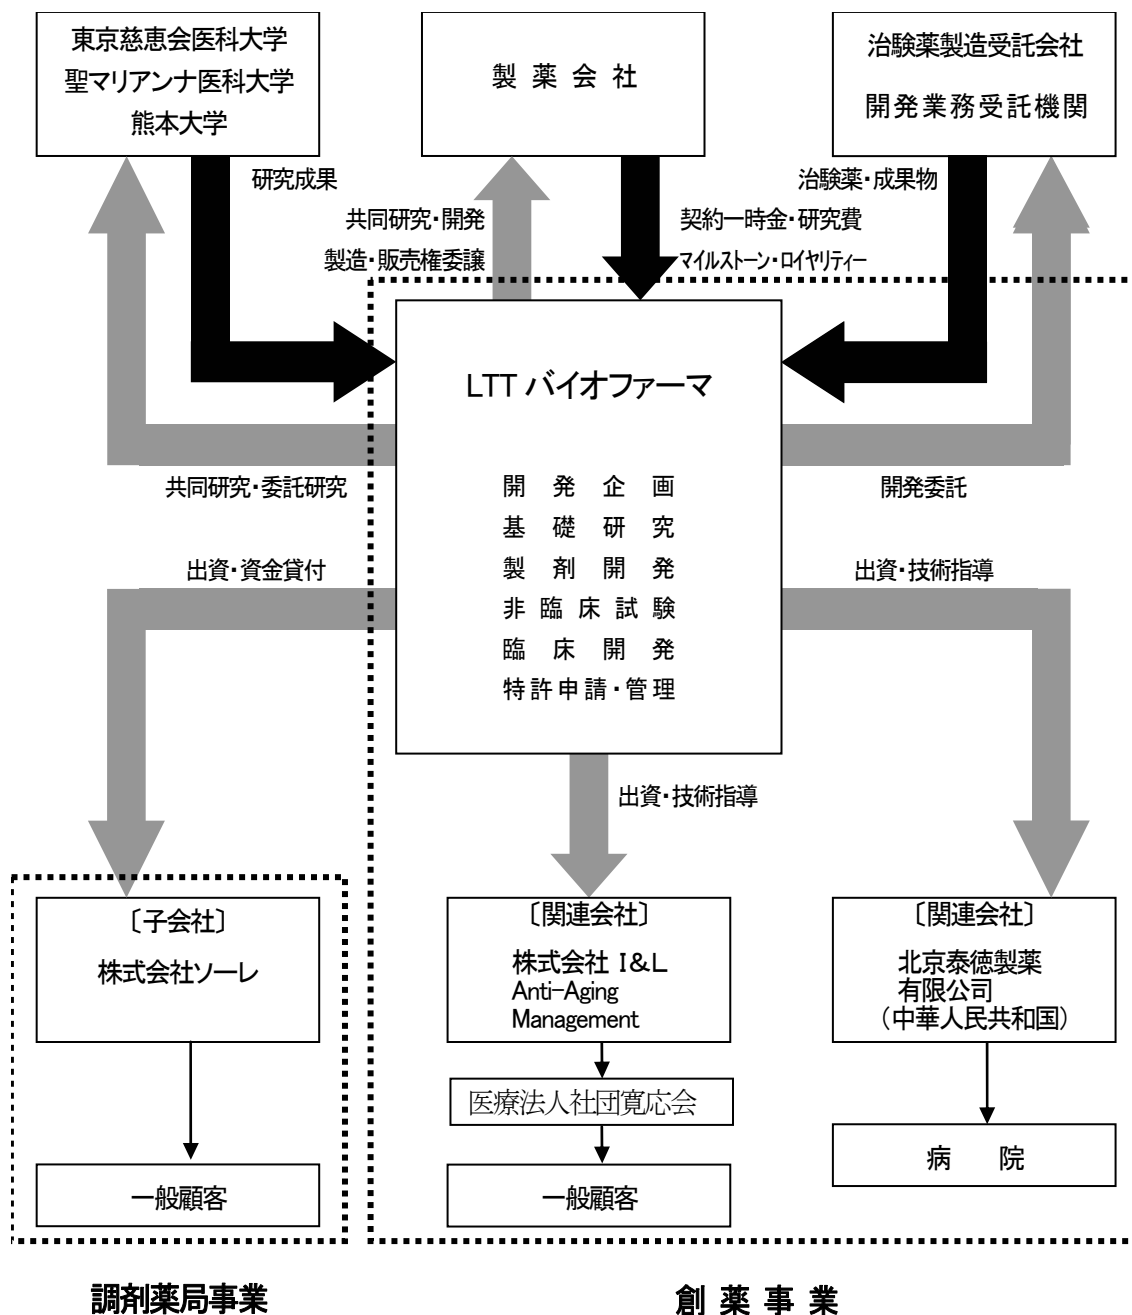 東京慈恵会医科大学
聖マリアンナ医科大学
熊本大学
製薬会社
治験薬製造受託会社
開発業務受託機関
研究成果
共同研究・開発
製造・販売権委譲
契約一時金・研究費
マイルストーン・ロイヤリティー
治験薬・成果物
LTT バイオファーマ
開発企画
基礎研究
製剤開発
非臨床試験
臨床開発
特許申請・管理
共同研究・委託研究
開発委託
出資・資金貸付
出資・技術指導
出資・技術指導
〔子会社〕
株式会社ソーレ
一般顧客
〔関連会社〕
株式会社 I&L
Anti-Aging
Management
医療法人社団寛応会
一般顧客
〔関連会社〕
北京泰徳製薬
有限公司
(中華人民共和国)
病院
調剤薬局事業
創薬事業